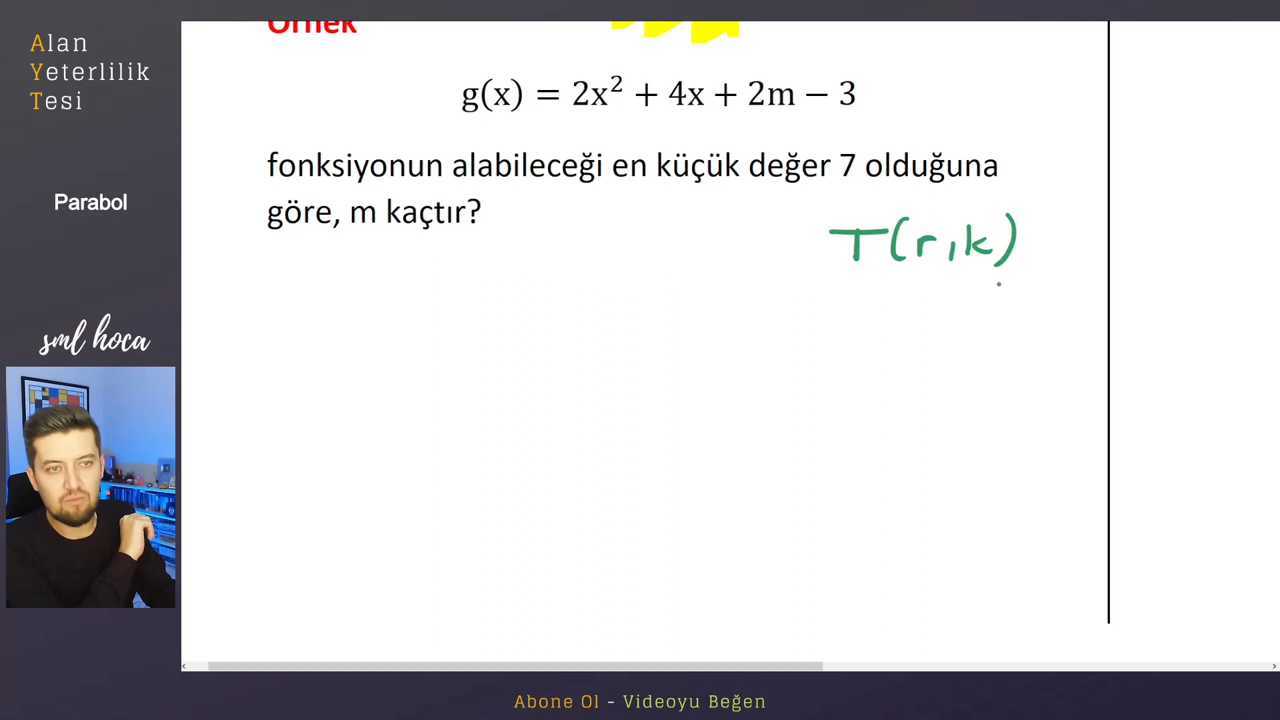 Alan
Yeterlilik
Tesi
Parabol
sml hoca
Örnek
g(x) = 2x² + 4x + 2m − 3
fonksiyonun alabileceği en küçük değer 7 olduğuna
göre, m kaçtır?
T(r,k)
Abone Ol - Videoyu Beğen